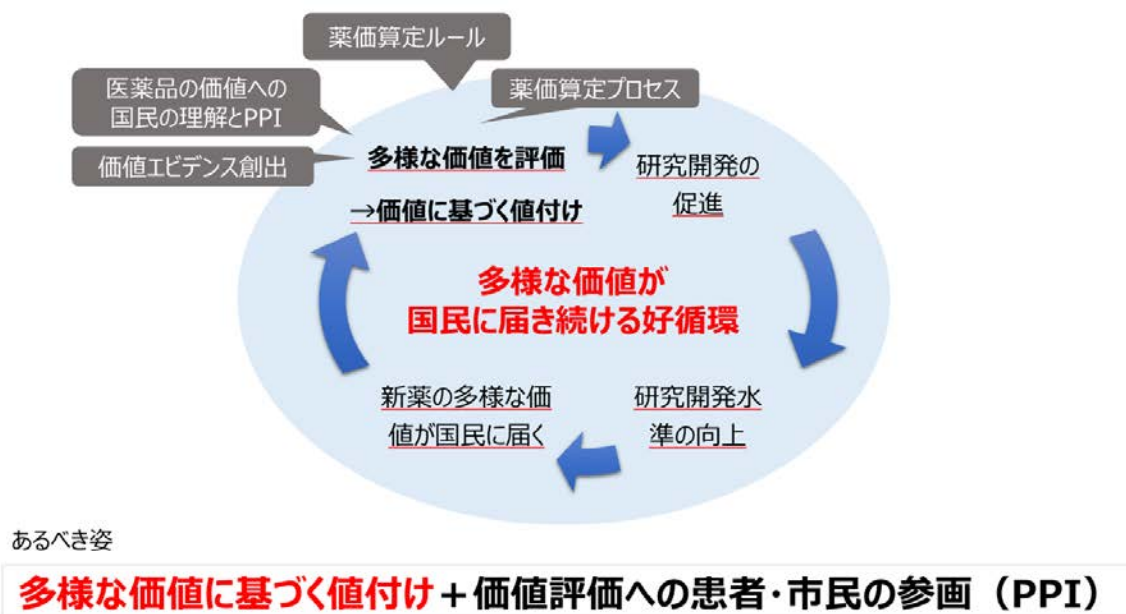 薬価算定ルール
医薬品の価値への
国民の理解とPPI
薬価算定プロセス
価値エビデンス創出
多様な価値を評価
→価値に基づく値付け
研究開発の
促進
多様な価値が
国民に届き続ける好循環
新薬の多様な価
値が国民に届く
研究開発水
準の向上
あるべき姿
多様な価値に基づく値付け+価値評価への患者・市民の参画(PPI)